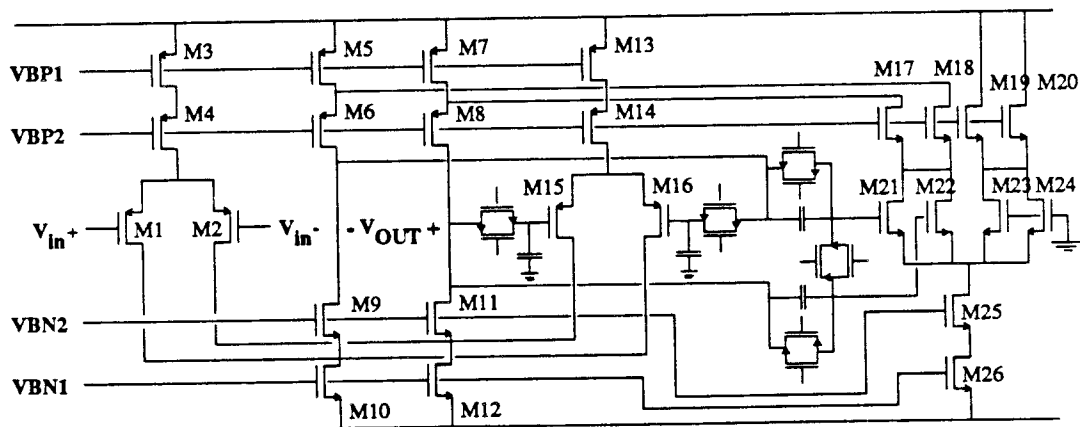 M3
M5
M7
M13
VBP1
M17
M18
M19
M20
M4
M6
M8
M14
VBP2
M15
M16
M21
M22
M23
M24
Vin+
M1
M2
Vin-
- VOUT +
M9
M11
VBN2
M25
VBN1
M26
M10
M12